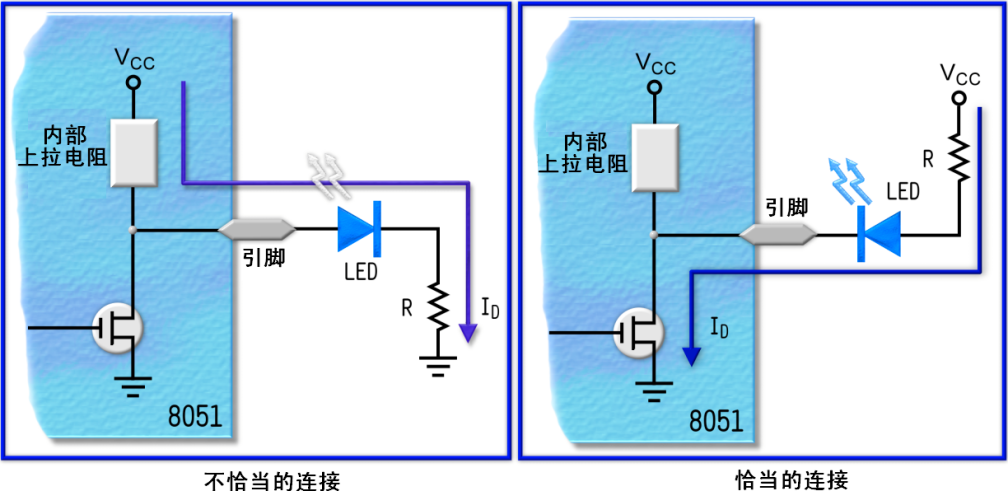 VCC
内部
上拉电阻
引脚
LED
R
ID
8051
不恰当的连接
VCC
VCC
内部
上拉电阻
R
LED
引脚
ID
8051
恰当的连接